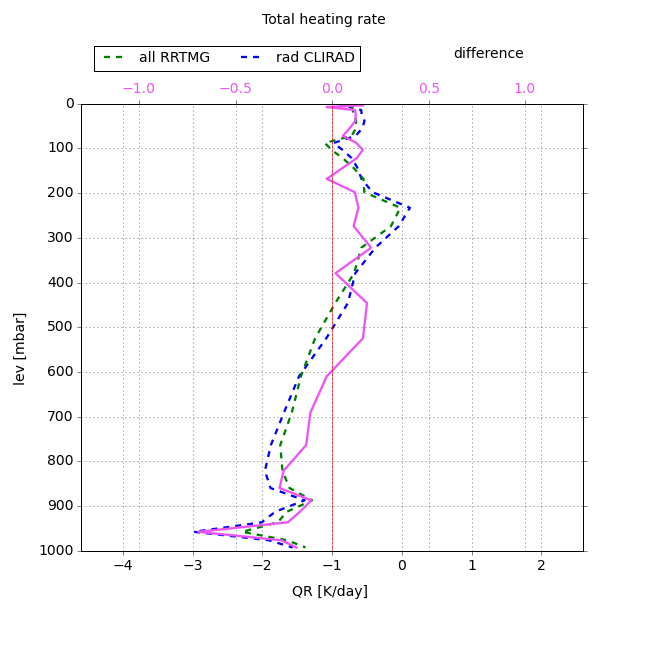 Total heating rate
all RRTMG rad CLIRAD difference
−1.0 −0.5 0.0 0.5 1.0
0
100
200
300
400
500
600
700
800
900
1000
lev [mbar]
−4 −3 −2 −1 0 1 2
QR [K/day]